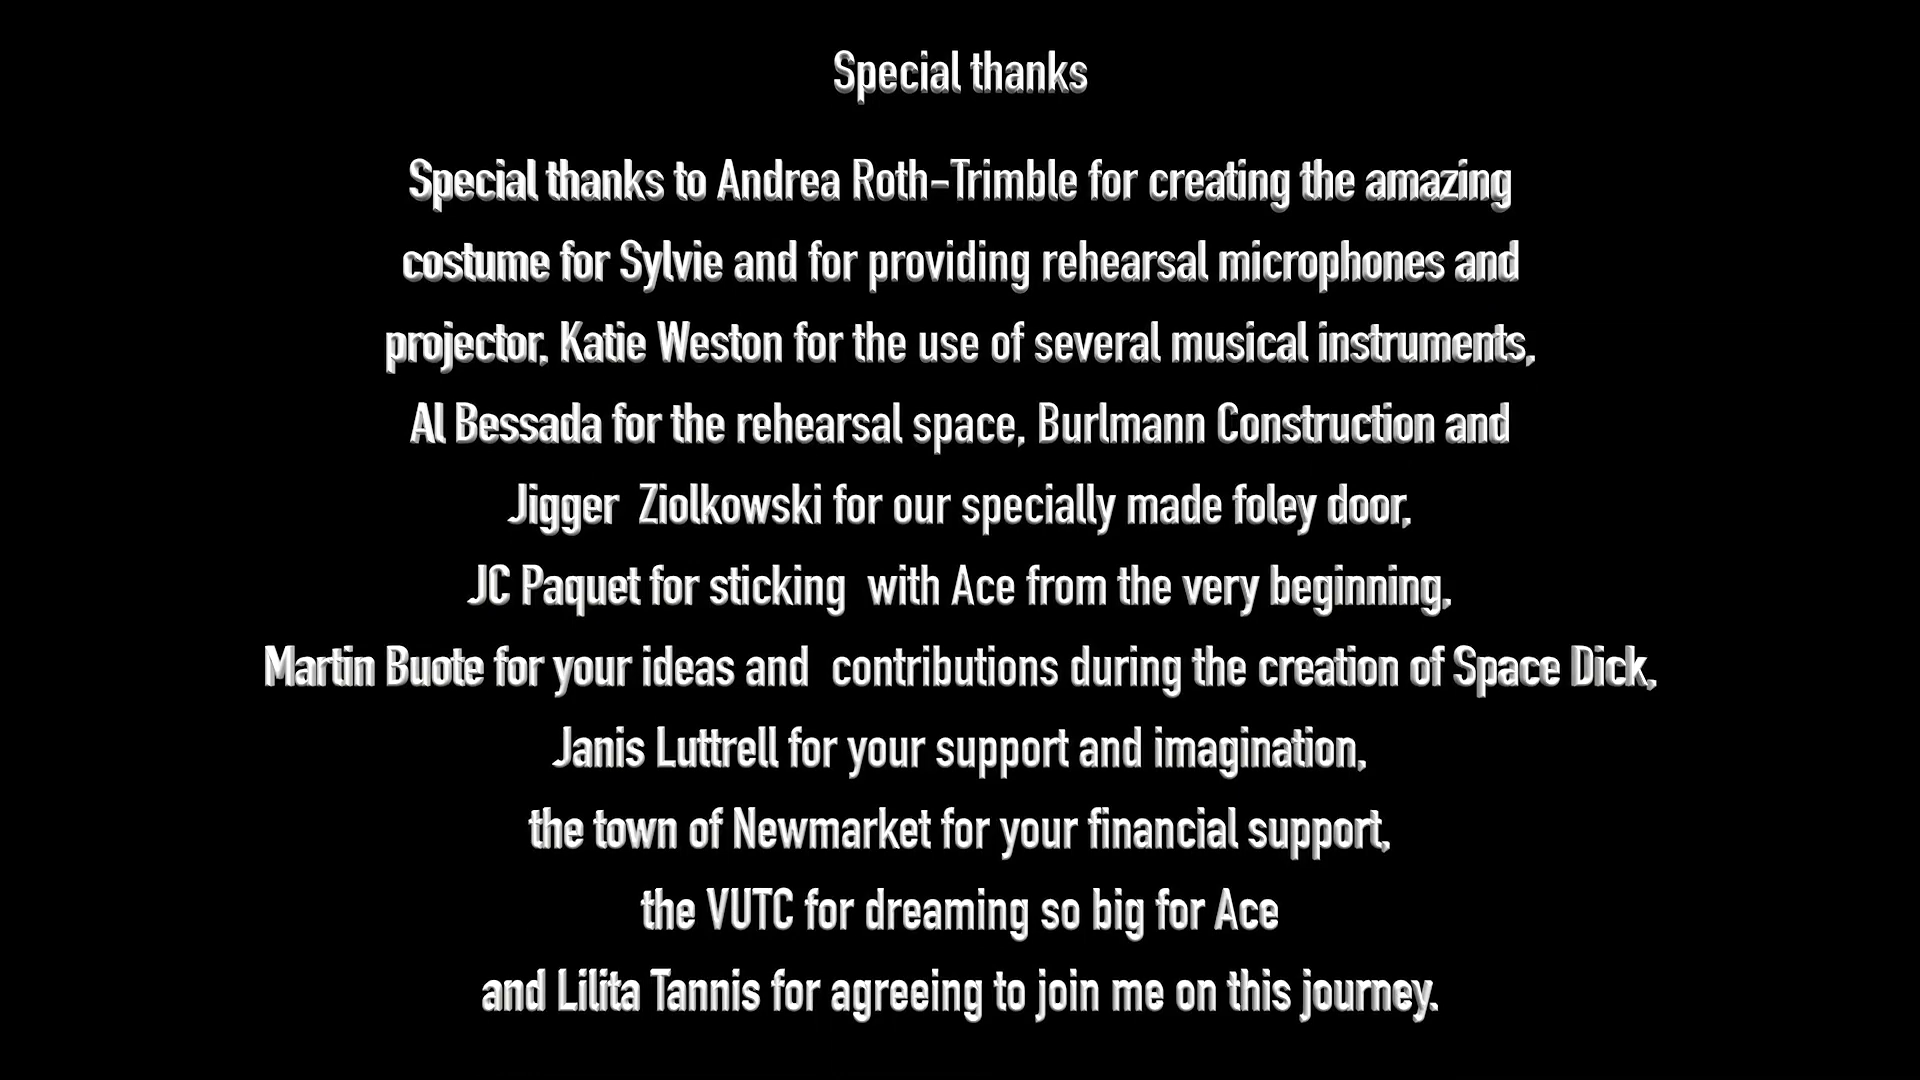 Special thanks
Special thanks to Andrea Roth-Trimble for creating the amazing
costume for Sylvie and for providing rehearsal microphones and
projector, Katie Weston for the use of several musical instruments,
Al Bessada for the rehearsal space, Burlmann Construction and
Jigger  Ziolkowski for our specially made foley door,
JC Paquet for sticking  with Ace from the very beginning,
Martin Buote for your ideas and  contributions during the creation of Space Dick,
Janis Luttrell for your support and imagination,
the town of Newmarket for your financial support,
the VUTC for dreaming so big for Ace
and Lilita Tannis for agreeing to join me on this journey.